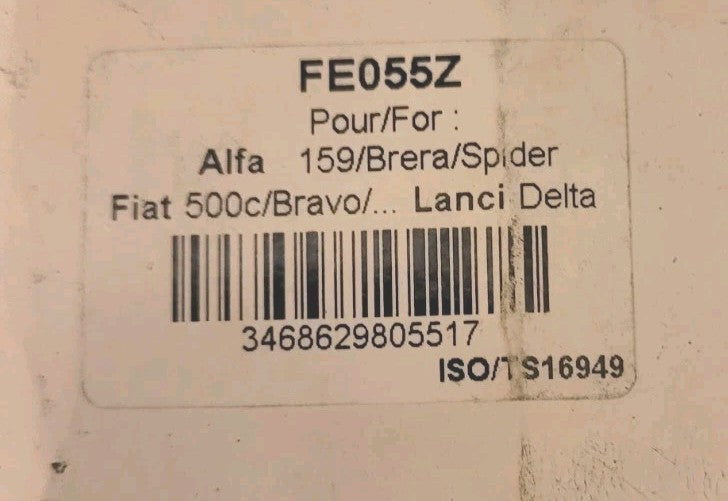 FE055Z
Pour/For :
Alfa 159/Brera/Spider
Fiat 500c/Bravo/... Lanci Delta
3468629805517
ISO/TS16949